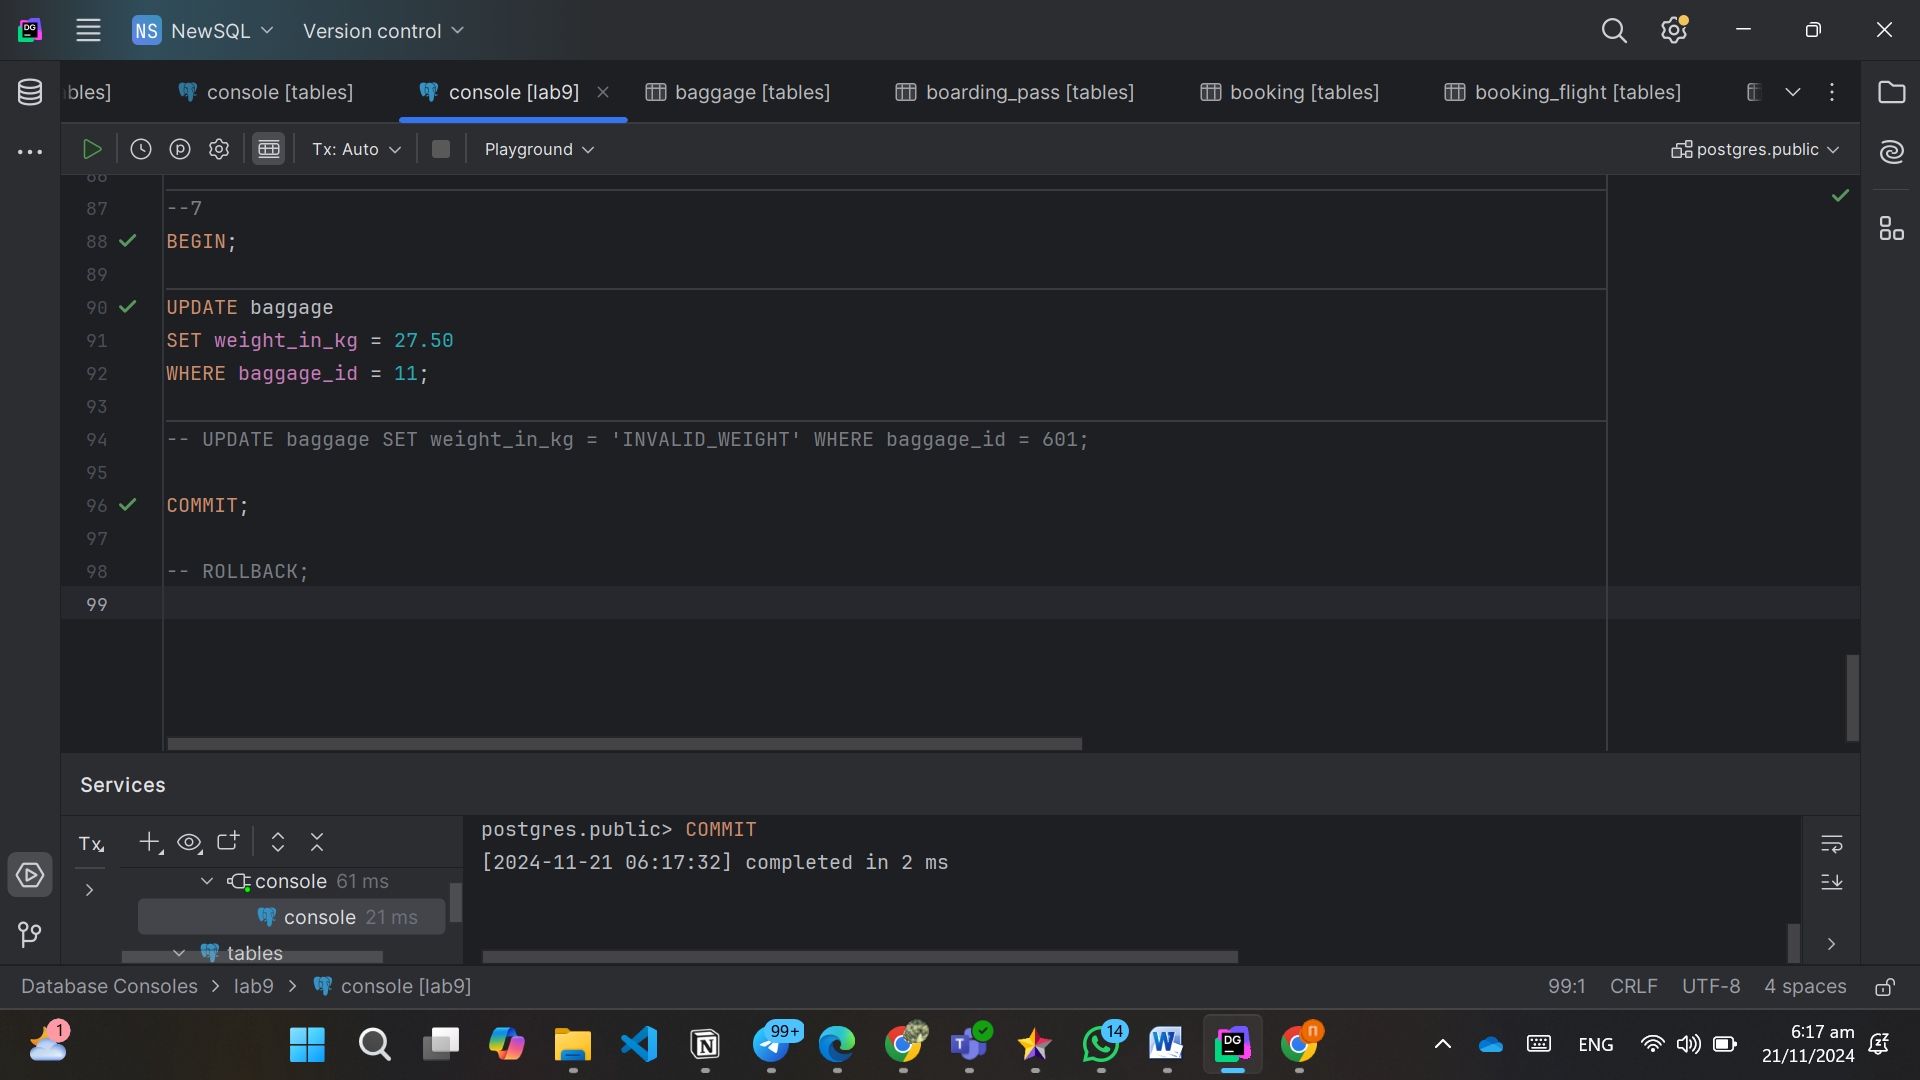 DG
NS NewSQL
Version control
bles]
console [tables]
console [lab9]
baggage [tables]
boarding_pass [tables]
booking [tables]
booking_flight [tables]
Tx: Auto
Playground
postgres.public
86
87 --7
88 BEGIN;
89
90 UPDATE baggage
91 SET weight_in_kg = 27.50
92 WHERE baggage_id = 11;
93
94 -- UPDATE baggage SET weight_in_kg = 'INVALID_WEIGHT' WHERE baggage_id = 601;
95
96 COMMIT;
97
98 -- ROLLBACK;
99
Services
Tx
postgres.public> COMMIT
[2024-11-21 06:17:32] completed in 2 ms
console 61 ms
console 21 ms
tables
Database Consoles > lab9 > console [lab9]
99:1 CRLF UTF-8 4 spaces
1
99+
14
DG
ENG
6:17 am
21/11/2024